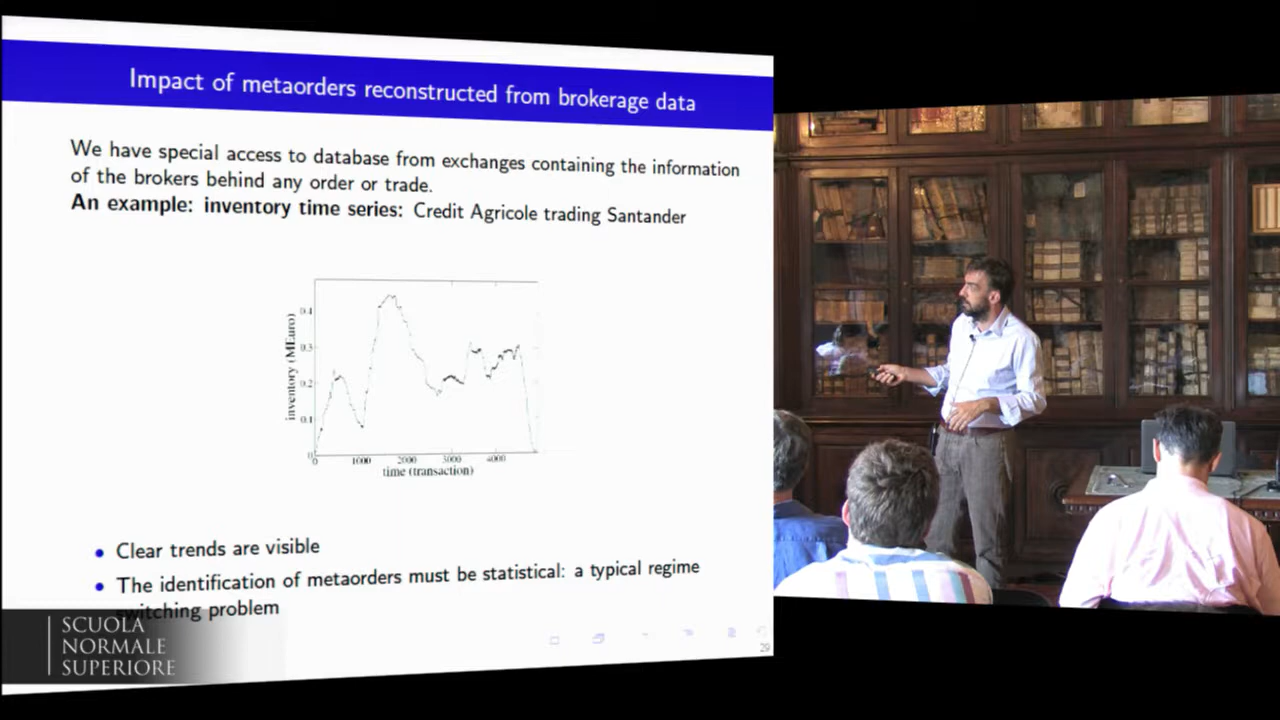 Impact of metaorders reconstructed from brokerage data
We have special access to database from exchanges containing the information
of the brokers behind any order or trade.
An example: inventory time series: Credit Agricole trading Santander
inventory (MEuro)
0.4
0.3
0.2
0.1
0
0 1000 2000 3000 4000
time (transaction)
• Clear trends are visible
• The identification of metaorders must be statistical: a typical regime
switching problem
SCUOLA
NORMALE
SUPERIORE
29